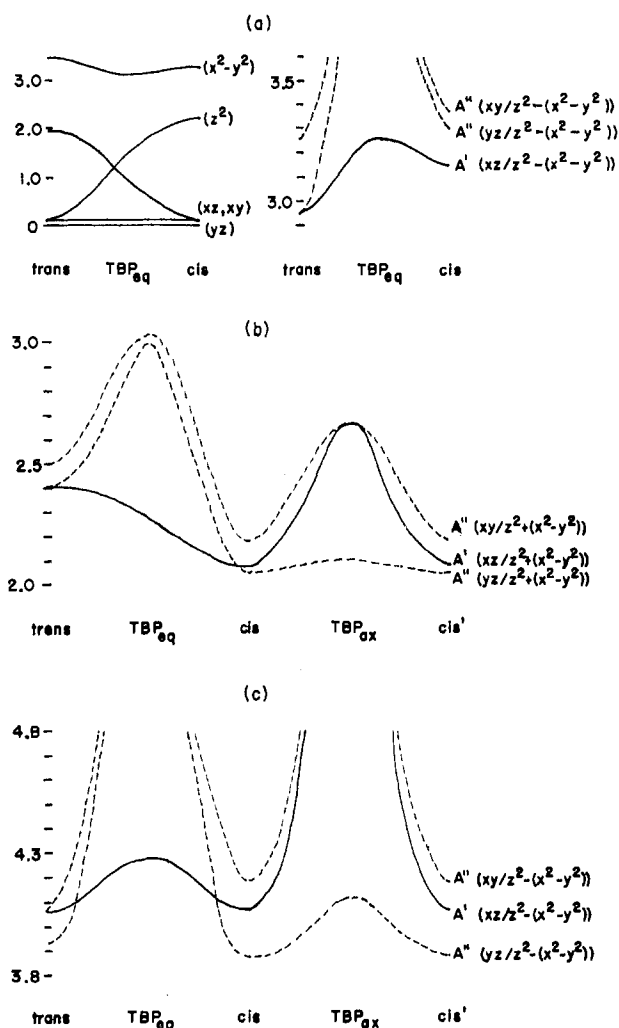 (a)
3.0
2.0
1.0
0
(x²-y²)
(z²)
(xz,xy)
(yz)
trans TBPeq cis
3.5
3.0
A" (xy/z²-(x²-y²))
A" (yz/z²-(x²-y²))
A' (xz/z²-(x²-y²))
trans TBPeq cis
(b)
3.0
2.5
2.0
A" (xy/z²+(x²-y²))
A' (xz/z²+(x²-y²))
A" (yz/z²+(x²-y²))
trans TBPeq cis TBPax cis'
(c)
4.8
4.3
3.8
A" (xy/z²-(x²-y²))
A' (xz/z²-(x²-y²))
A" (yz/z²-(x²-y²))
trans TBPeq cis TBPax cis'